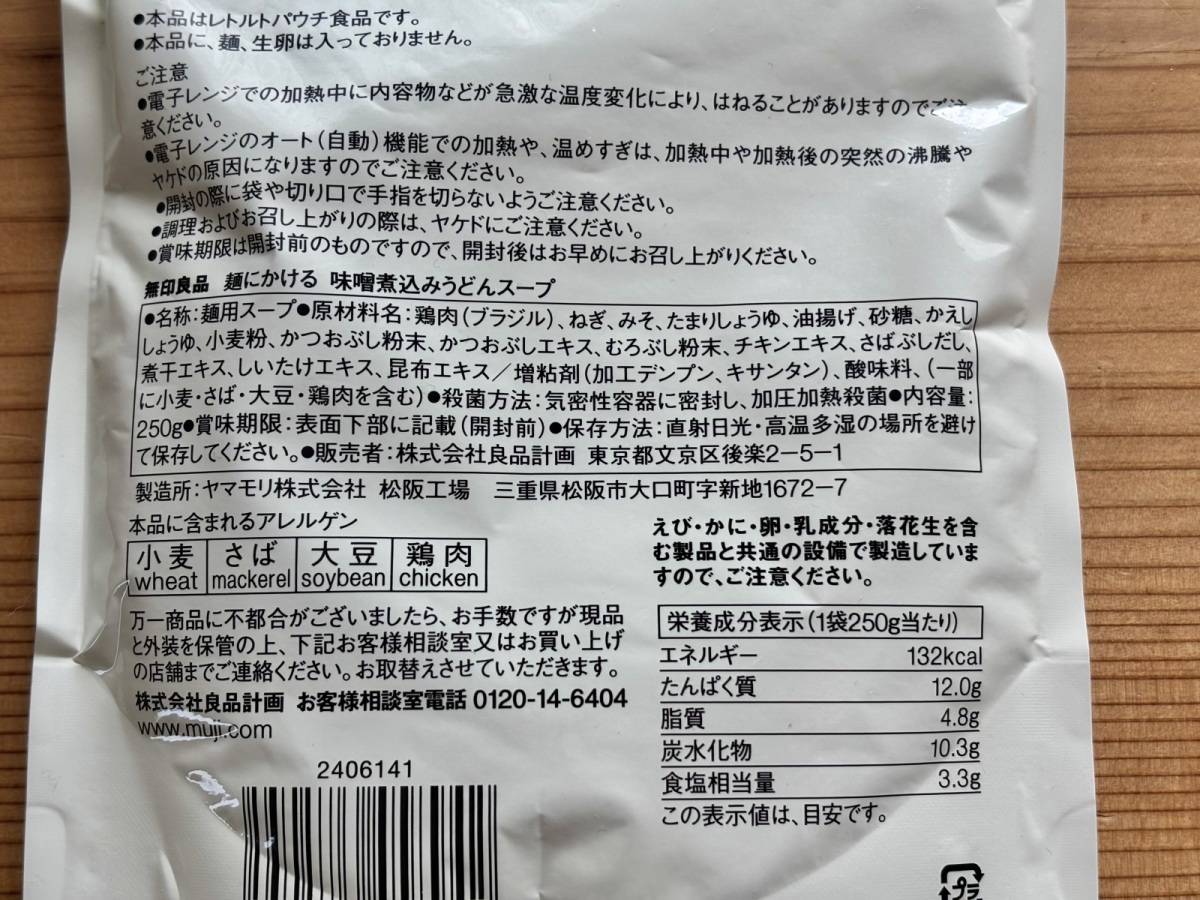 ●本品はレトルトパウチ食品です。
●本品に、麺、生卵は入っておりません。
ご注意
●電子レンジでの加熱中に内容物などが急激な温度変化により、はねることがありますのでご注
意ください。
●電子レンジのオート(自動)機能での加熱や、温めすぎは、加熱中や加熱後の突然の沸騰や
ヤケドの原因になりますのでご注意ください。
●開封の際に袋や切り口で手指を切らないようご注意ください。
●調理およびお召し上がりの際は、ヤケドにご注意ください。
●賞味期限は開封前のものですので、開封後はお早めにお召し上がりください。
無印良品 麺にかける 味噌煮込みうどんスープ
●名称:麺用スープ●原材料名:鶏肉(ブラジル)、ねぎ、みそ、たまりしょうゆ、油揚げ、砂糖、かえし
しょうゆ、小麦粉、かつおぶし粉末、かつおぶしエキス、むろぶし粉末、チキンエキス、さばぶしだし、
煮干エキス、しいたけエキス、昆布エキス/増粘剤(加工デンプン、キサンタン)、酸味料、(一部
に小麦・さば・大豆・鶏肉を含む)●殺菌方法:気密性容器に密封し、加圧加熱殺菌●内容量:
250g●賞味期限:表面下部に記載(開封前)●保存方法:直射日光・高温多湿の場所を避け
て保存してください。●販売者:株式会社良品計画 東京都文京区後楽2-5-1
製造所:ヤマモリ株式会社 松阪工場 三重県松阪市大口町字新地1672-7
本品に含まれるアレルゲン
小麦 さば 大豆 鶏肉
wheat mackerel soybean chicken
えび・かに・卵・乳成分・落花生を含
む製品と共通の設備で製造していま
すので、ご注意ください。
万一商品に不都合がございましたら、お手数ですが現品
と外装を保管の上、下記お客様相談室又はお買い上げ
の店舗までご連絡ください。お取替えさせていただきます。
株式会社良品計画 お客様相談室電話 0120-14-6404
www.muji.com
2406141
栄養成分表示(1袋250g当たり)
エネルギー 132kcal
たんぱく質 12.0g
脂質 4.8g
炭水化物 10.3g
食塩相当量 3.3g
この表示値は、目安です。
プラ